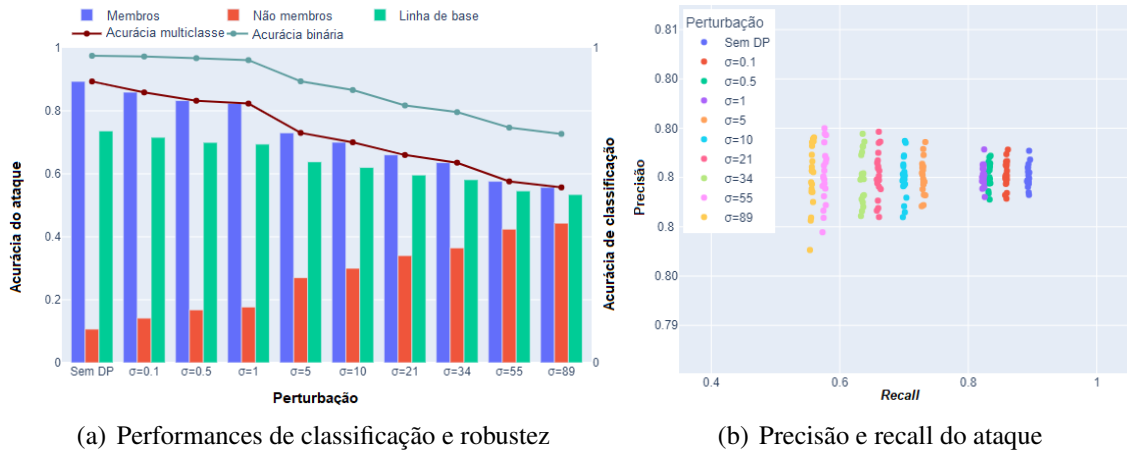 Membros
Não membros
Linha de base
Acurácia multiclasse
Acurácia binária
1
0.8
0.6
0.4
0.2
0
Acurácia do ataque
1
0
Acurácia de classificação
Sem DP
σ=0.1
σ=0.5
σ=1
σ=5
σ=10
σ=21
σ=34
σ=55
σ=89
Perturbação
(a) Performances de classificação e robustez
Perturbação
Sem DP
σ=0.1
σ=0.5
σ=1
σ=5
σ=10
σ=21
σ=34
σ=55
σ=89
0.81
0.80
0.80
0.8
0.8
0.80
0.79
Precisão
0.4
0.6
0.8
1
Recall
(b) Precisão e recall do ataque